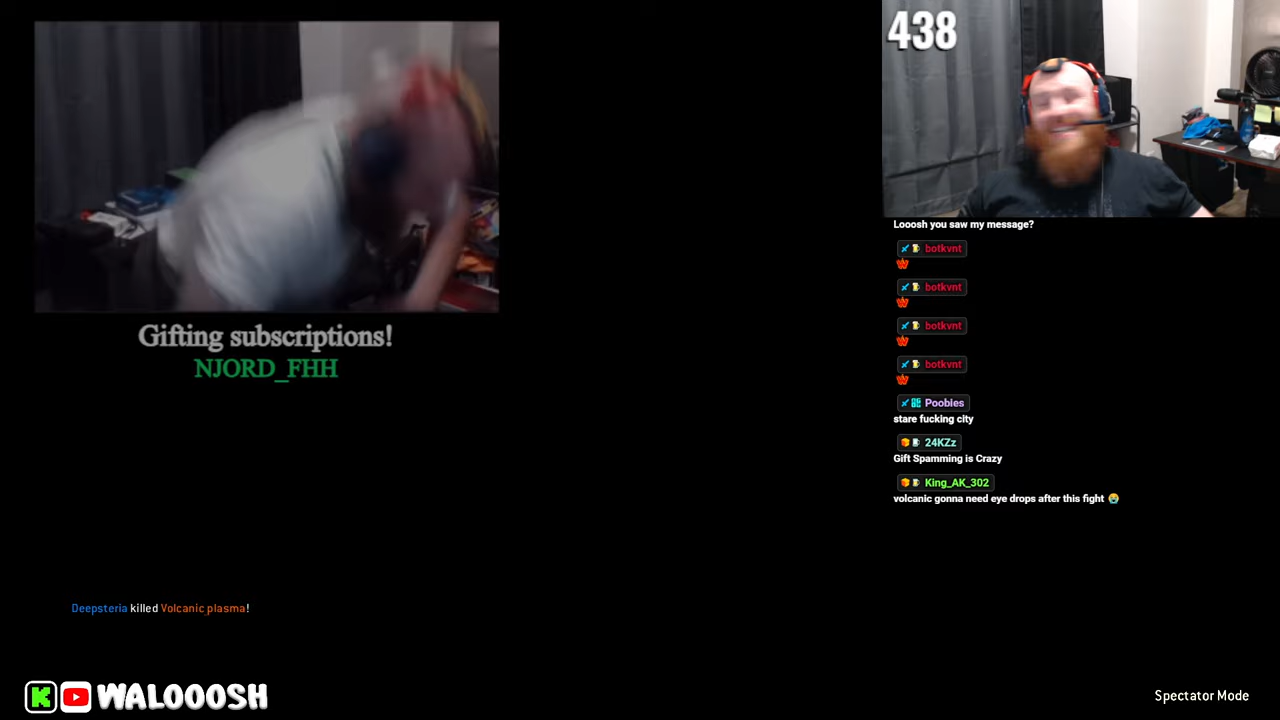 438
Looosh you saw my message?
botkvnt
botkvnt
botkvnt
botkvnt
Poobies
stare fucking city
24KZz
Gift Spamming is Crazy
King_AK_302
volcanic gonna need eye drops after this fight 😭
Gifting subscriptions!
NJORD_FHH
Deepsteria killed Volcanic plasma!
K WALOOOSH
Spectator Mode